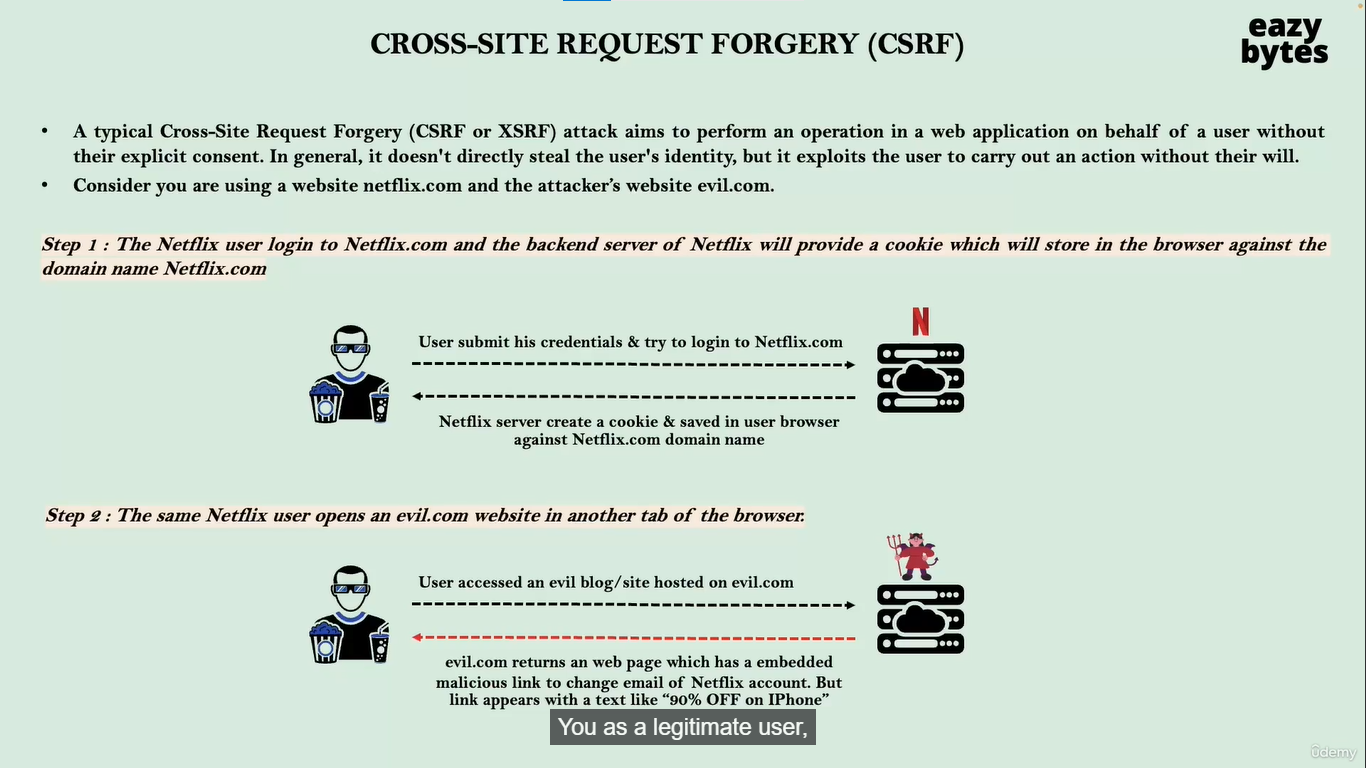 CROSS-SITE REQUEST FORGERY (CSRF)
eazy
bytes
• A typical Cross-Site Request Forgery (CSRF or XSRF) attack aims to perform an operation in a web application on behalf of a user without
their explicit consent. In general, it doesn't directly steal the user's identity, but it exploits the user to carry out an action without their will.
• Consider you are using a website netflix.com and the attacker's website evil.com.
Step 1 : The Netflix user login to Netflix.com and the backend server of Netflix will provide a cookie which will store in the browser against the
domain name Netflix.com
N
User submit his credentials & try to login to Netflix.com
Netflix server create a cookie & saved in user browser
against Netflix.com domain name
Step 2 : The same Netflix user opens an evil.com website in another tab of the browser.
User accessed an evil blog/site hosted on evil.com
evil.com returns an web page which has a embedded
malicious link to change email of Netflix account. But
link appears with a text like “90% OFF on IPhone”
You as a legitimate user,
ûdemy